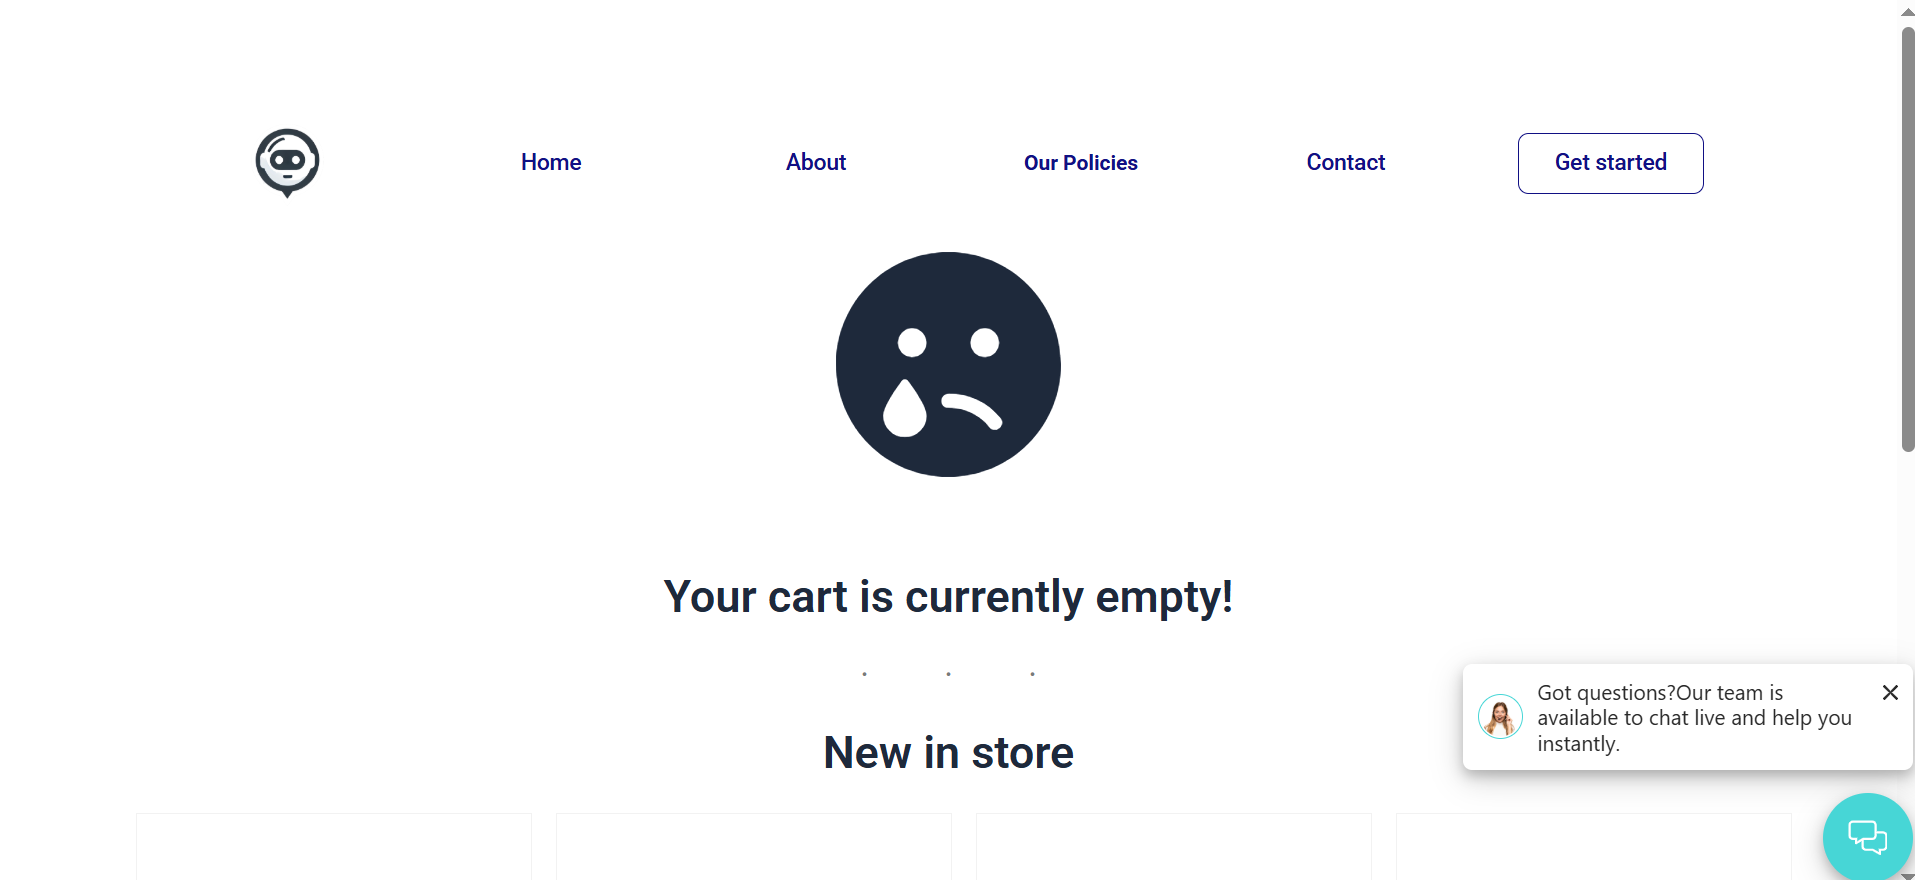 Home
About
Our Policies
Contact
Get started
Your cart is currently empty!
New in store
Got questions?Our team is
available to chat live and help you
instantly.